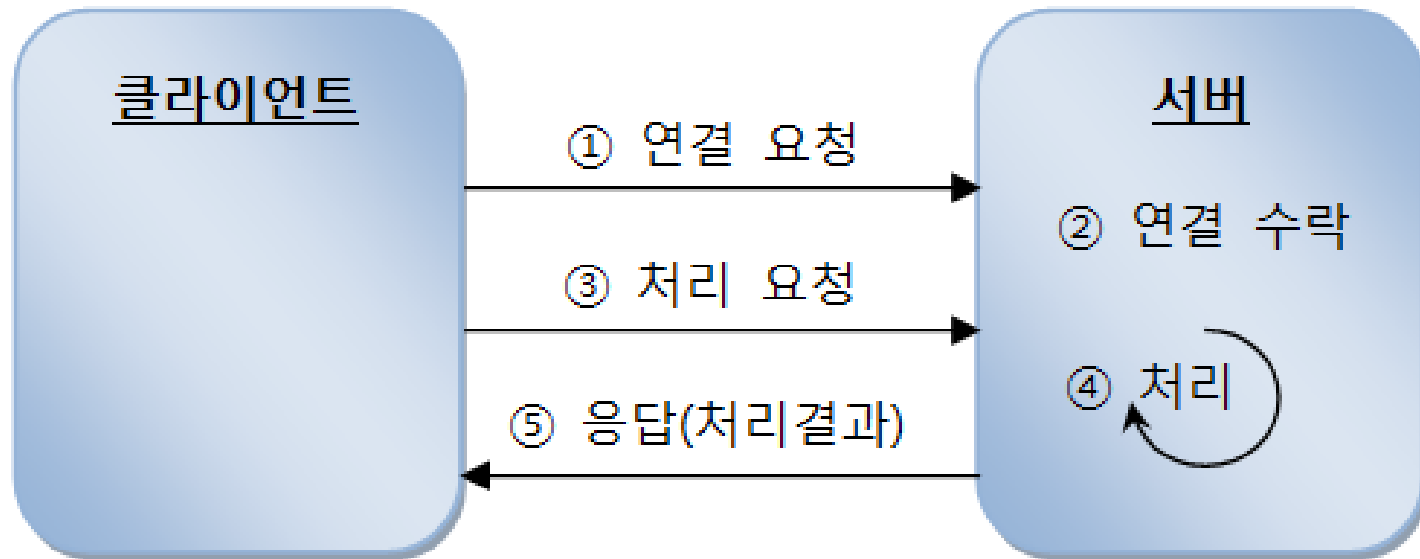 클라이언트
서버
① 연결 요청
② 연결 수락
③ 처리 요청
④ 처리
⑤ 응답(처리결과)